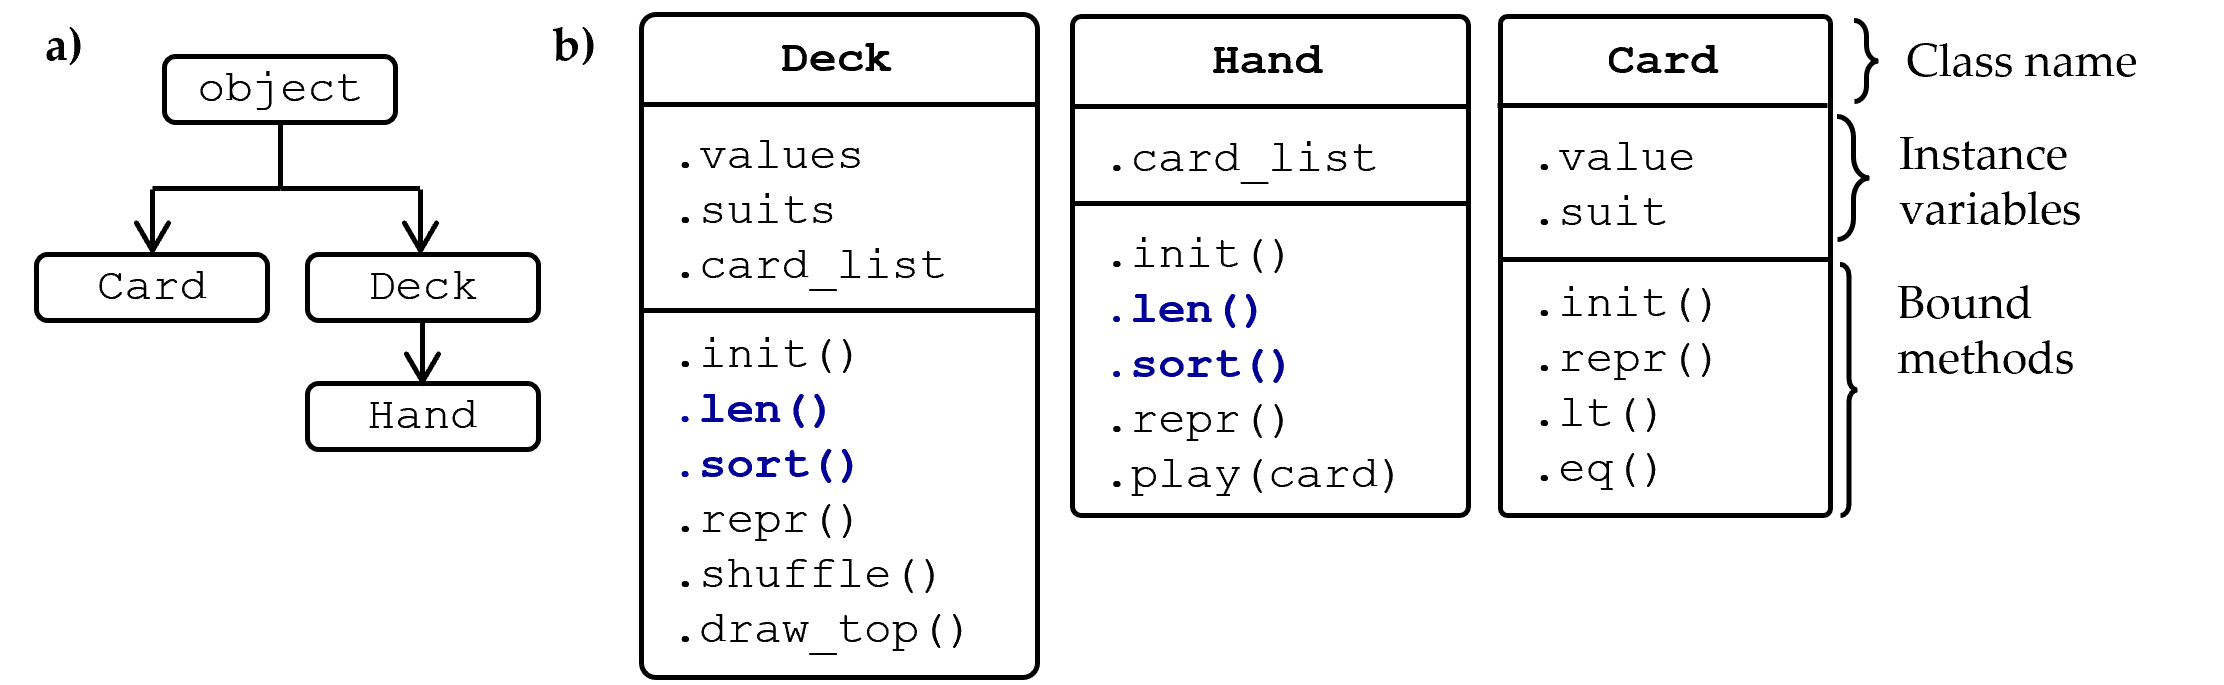 a)
object
Card
Deck
Hand
b)
Deck
.values
.suits
.card_list
.init()
.len()
.sort()
.repr()
.shuffle()
.draw_top()
Hand
.card_list
.init()
.len()
.sort()
.repr()
.play(card)
Card
.value
.suit
.init()
.repr()
.lt()
.eq()
Class name
Instance
variables
Bound
methods